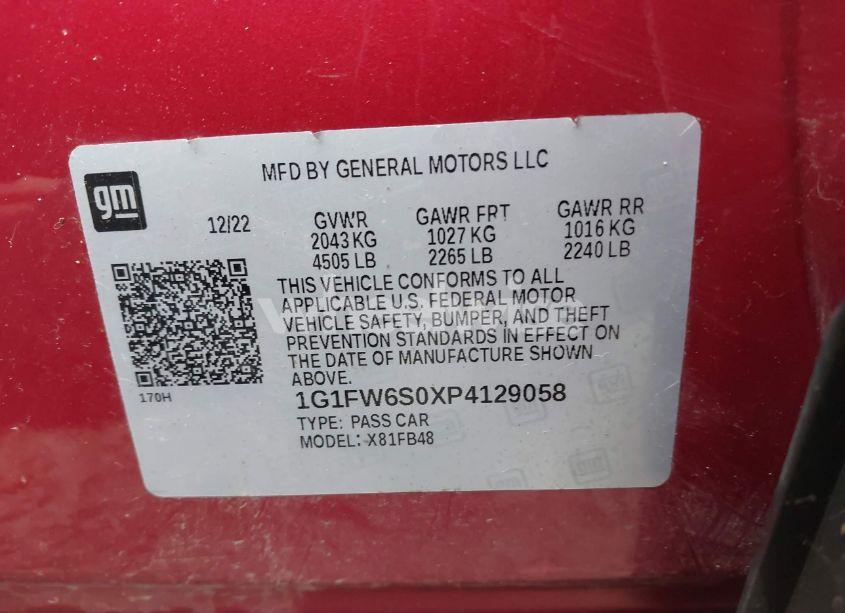 MFD BY GENERAL MOTORS LLC
gm
12/22
GVWR GAWR FRT GAWR RR
2043 KG 1027 KG 1016 KG
4505 LB 2265 LB 2240 LB
THIS VEHICLE CONFORMS TO ALL
APPLICABLE U.S. FEDERAL MOTOR
VEHICLE SAFETY, BUMPER, AND THEFT
PREVENTION STANDARDS IN EFFECT ON
THE DATE OF MANUFACTURE SHOWN
ABOVE.
170H
1G1FW6S0XP4129058
TYPE: PASS CAR
MODEL: X81FB48
gm